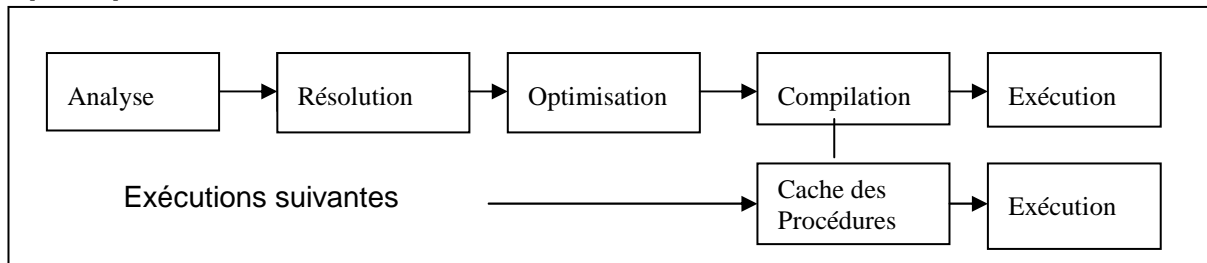 Analyse
Résolution
Optimisation
Compilation
Exécution
Exécutions suivantes
Cache des
Procédures
Exécution